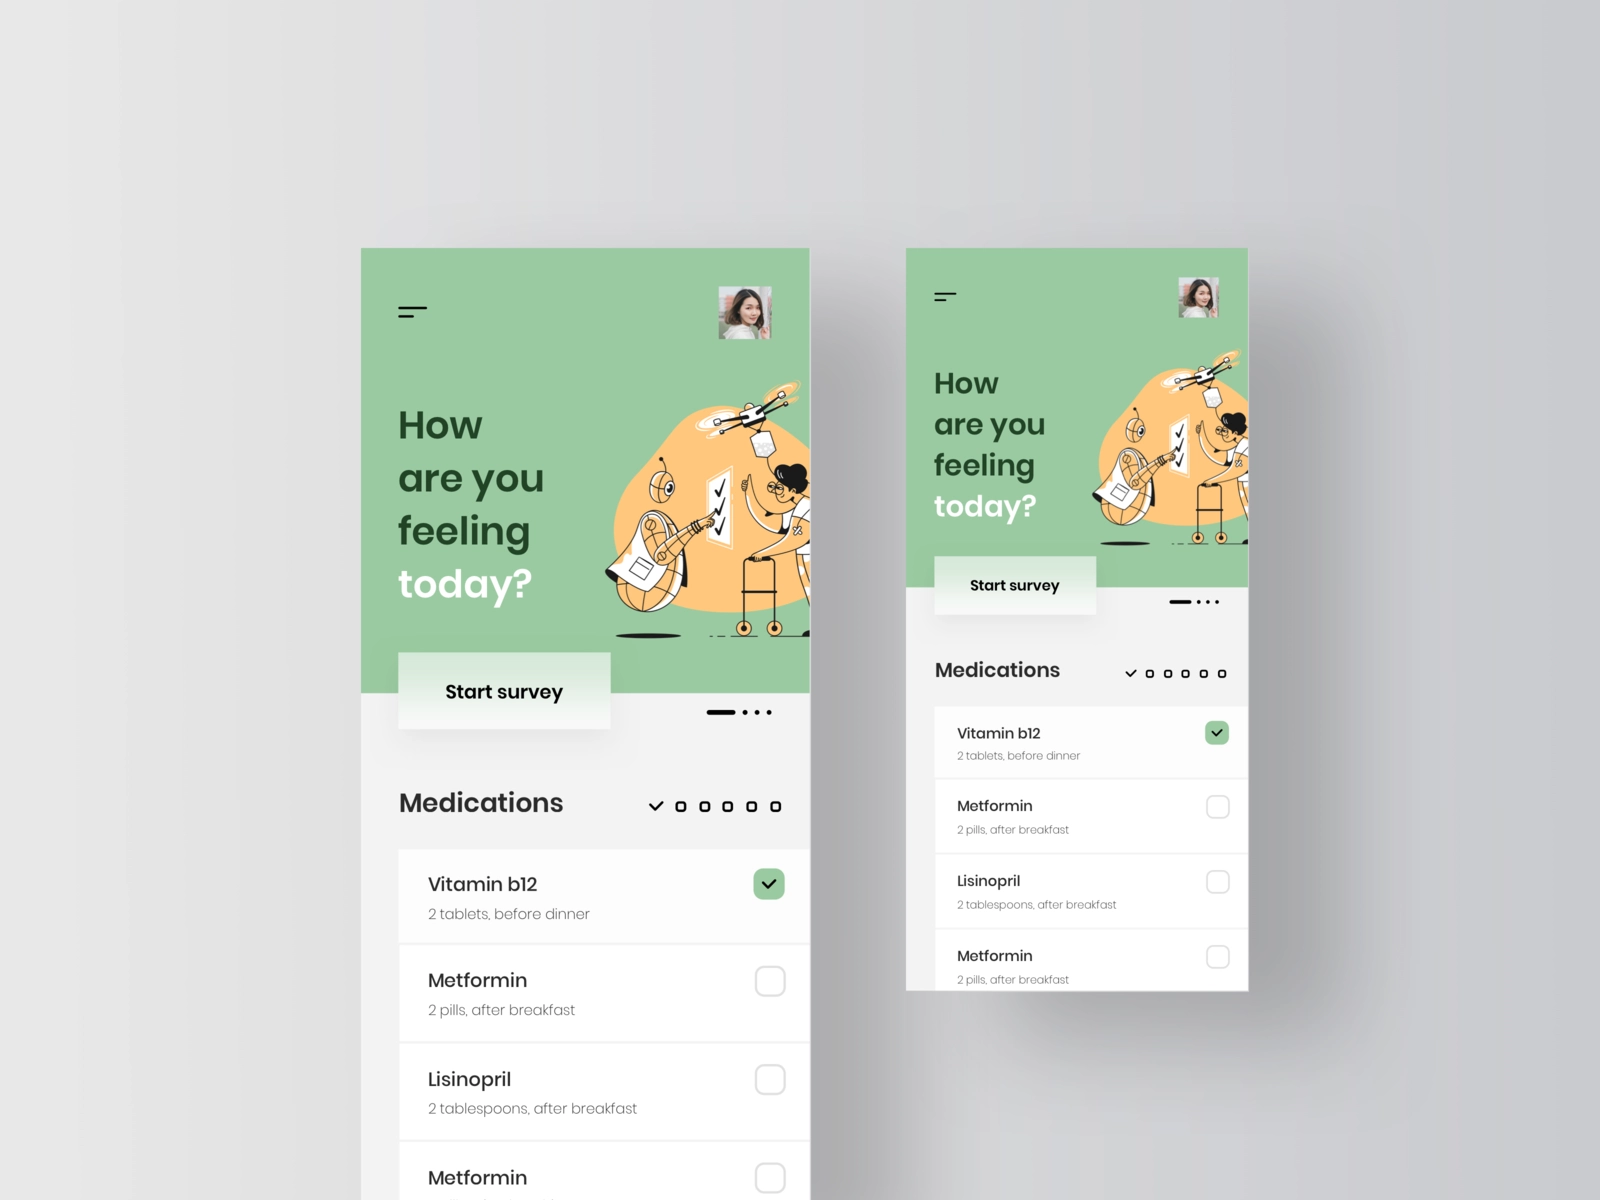 How
are you
feeling
today?
Start survey
Medications
Vitamin b12
2 tablets, before dinner
Metformin
2 pills, after breakfast
Lisinopril
2 tablespoons, after breakfast
Metformin
How
are you
feeling
today?
Start survey
Medications
Vitamin b12
2 tablets, before dinner
Metformin
2 pills, after breakfast
Lisinopril
2 tablespoons, after breakfast
Metformin
2 pills, after breakfast